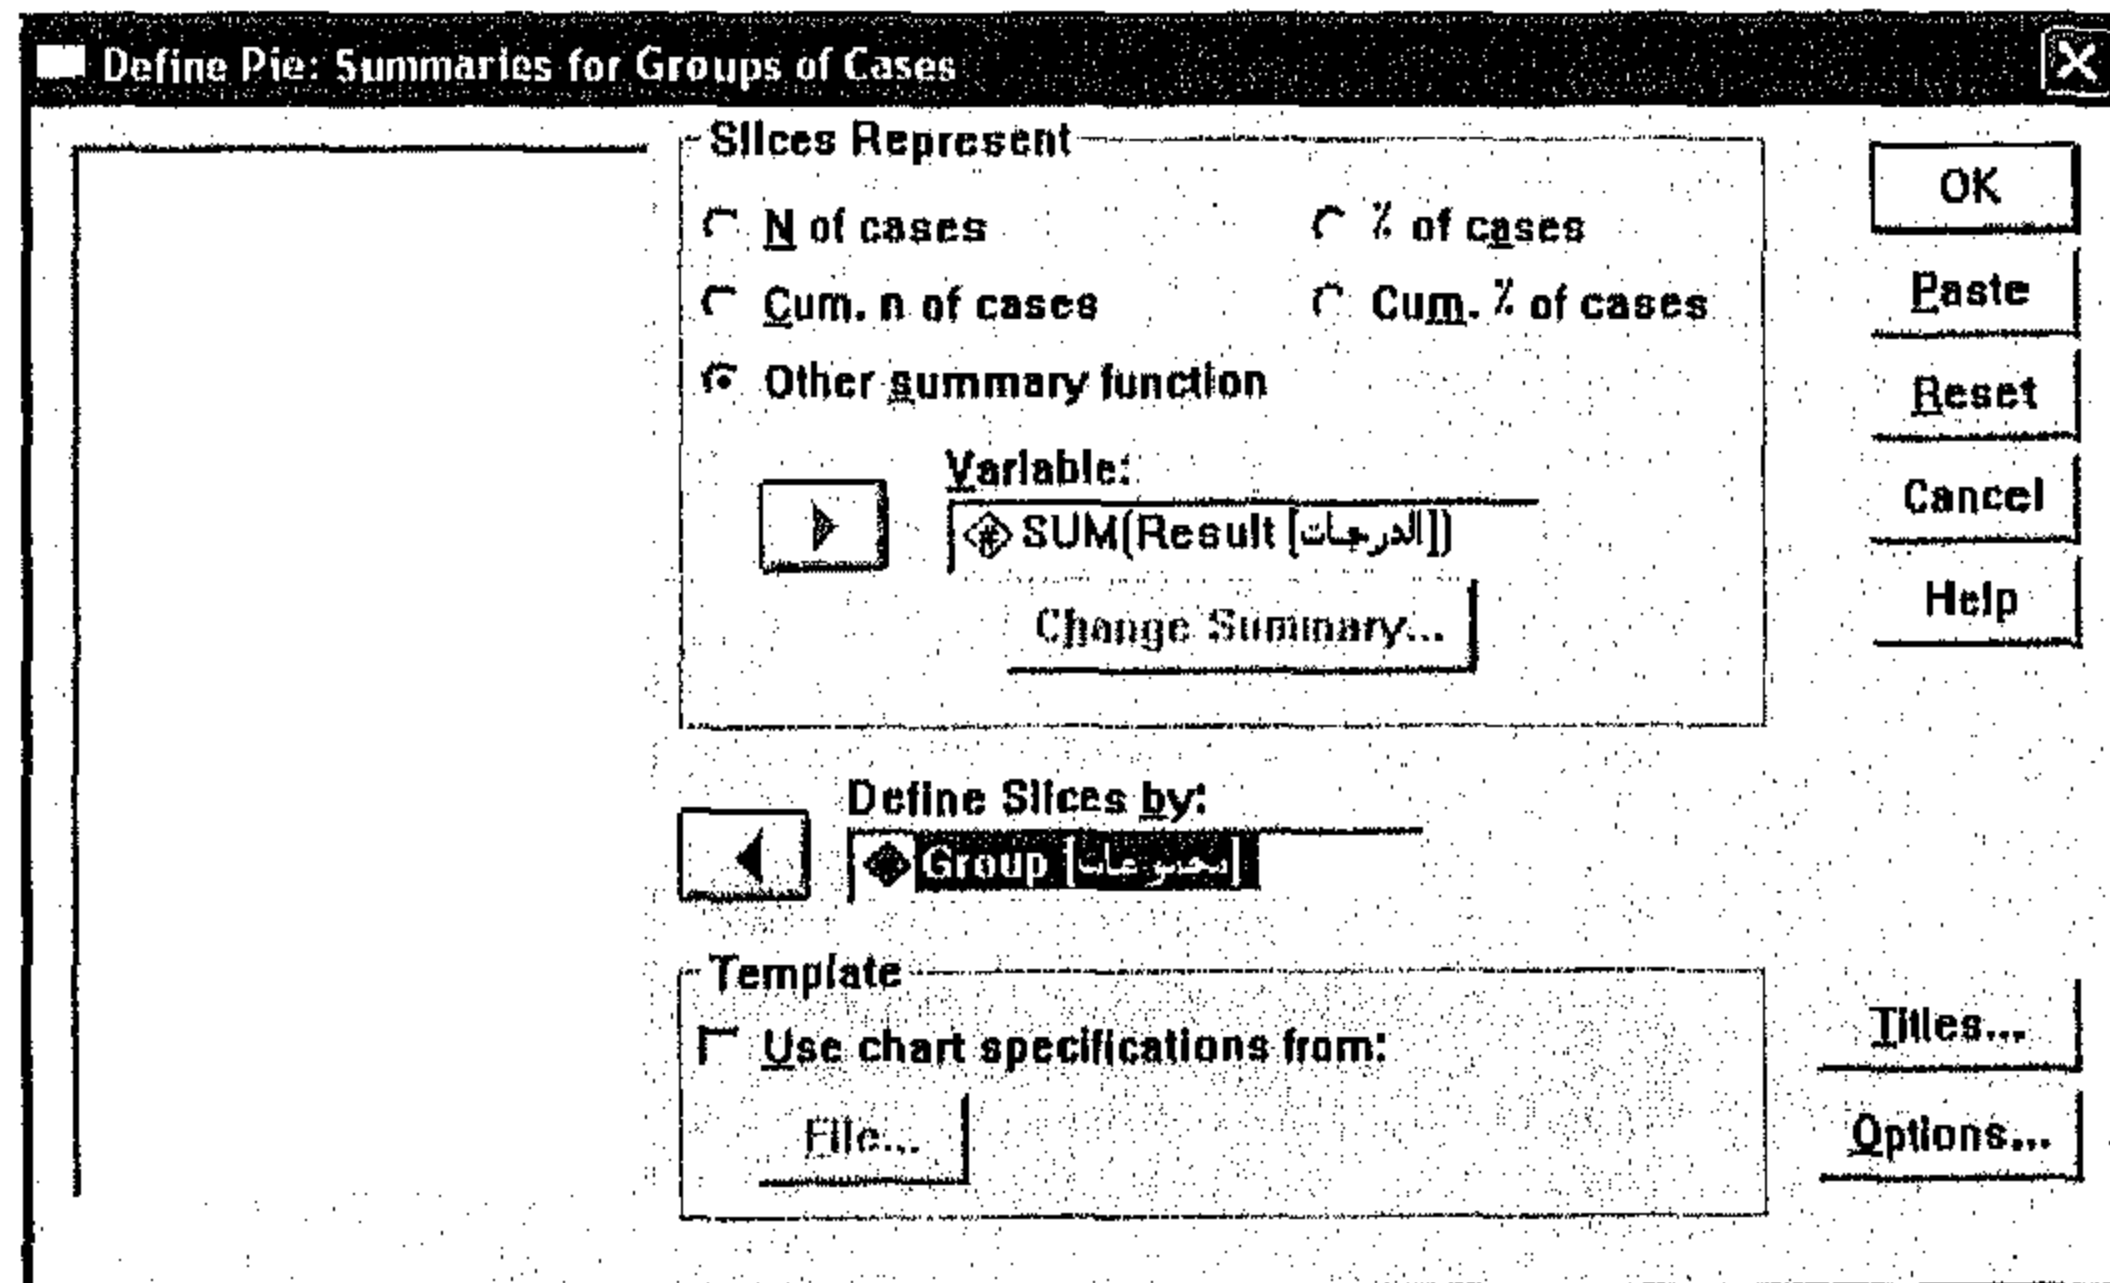 Define Pie: Summaries for Groups of Cases
Slices Represent
N of cases
% of cases
Cum. n of cases
Cum. % of cases
Other summary function
Variable:
SUM(Result [الدرجات])
Change Summary...
Define Slices by:
Group [مجموعات]
Template
Use chart specifications from:
File...
OK
Paste
Reset
Cancel
Help
Titles...
Options...